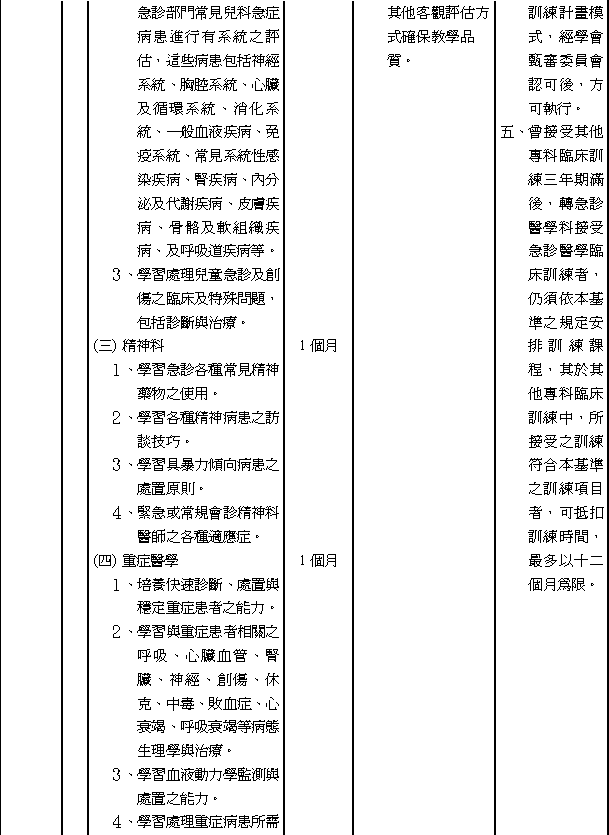 急診部門常見兒科急症
病患進行有系統之評
估，這些病患包括神經
系統、胸腔系統、心臟
及循環系統、消化系
統、一般血液疾病、免
疫系統、常見系統性感
染疾病、腎疾病、內分
泌及代謝疾病、皮膚疾
病、骨骼及軟組織疾
病、及呼吸道疾病等。
3、學習處理兒童急診及創
傷之臨床及特殊問題，
包括診斷與治療。
(三) 精神科
1、學習急診各種常見精神
藥物之使用。
2、學習各種精神病患之訪
談技巧。
3、學習具暴力傾向病患之
處置原則。
4、緊急或常規會診精神科
醫師之各種適應症。
(四) 重症醫學
1、培養快速診斷、處置與
穩定重症患者之能力。
2、學習與重症患者相關之
呼吸、心臟血管、腎
臟、神經、創傷、休
克、中毒、敗血症、心
衰竭、呼吸衰竭等病態
生理學與治療。
3、學習血液動力學監測與
處置之能力。
4、學習處理重症病患所需
1 個月
1 個月
其他客觀評估方
式確保教學品
質。
訓練計畫模
式，經學會
甄審委員會
認可後，方
可執行。
五、曾接受其他
專科臨床訓
練三年期滿
後，轉急診
醫學科接受
急診醫學臨
床訓練者，
仍須依本基
準之規定安
排訓練課
程，其於其
他專科臨床
訓練中，所
接受之訓練
符合本基準
之訓練項目
者，可抵扣
訓練時間，
最多以十二
個月為限。